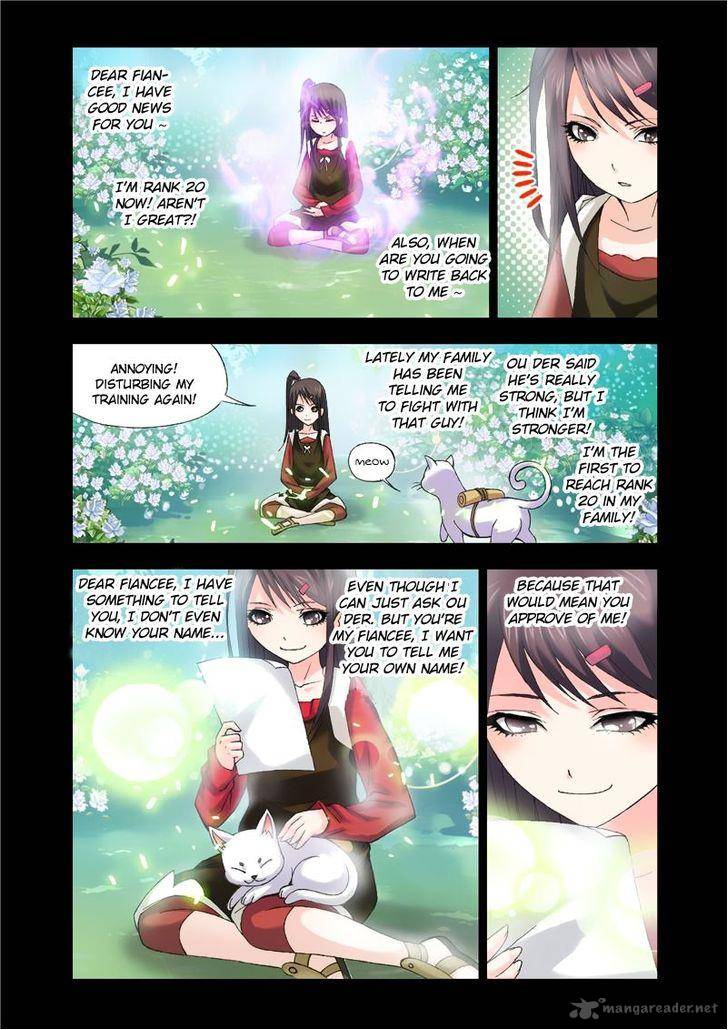 DEAR FIAN-
CEE, I HAVE
GOOD NEWS
FOR YOU ~
I'M RANK 20
NOW! AREN'T
I GREAT?!
ALSO, WHEN
ARE YOU GOING
TO WRITE BACK
TO ME ~
ANNOYING!
DISTURBING MY
TRAINING AGAIN!
LATELY MY FAMILY
HAS BEEN
TELLING ME
TO FIGHT WITH
THAT GUY!
MEOW
OU DER SAID
HE'S REALLY
STRONG, BUT I
THINK I'M
STRONGER!
I'M
THE FIRST
TO
REACH RANK
20 IN MY
FAMILY!
DEAR FIANCEE, I HAVE
SOMETHING TO TELL
YOU, I DON'T EVEN
KNOW YOUR NAME...
EVEN THOUGH I
CAN JUST ASK OU
DER. BUT YOU'RE
MY FIANCEE, I WANT
YOU TO TELL ME
YOUR OWN NAME!
BECAUSE THAT
WOULD MEAN YOU
APPROVE OF ME!
mangareader.net